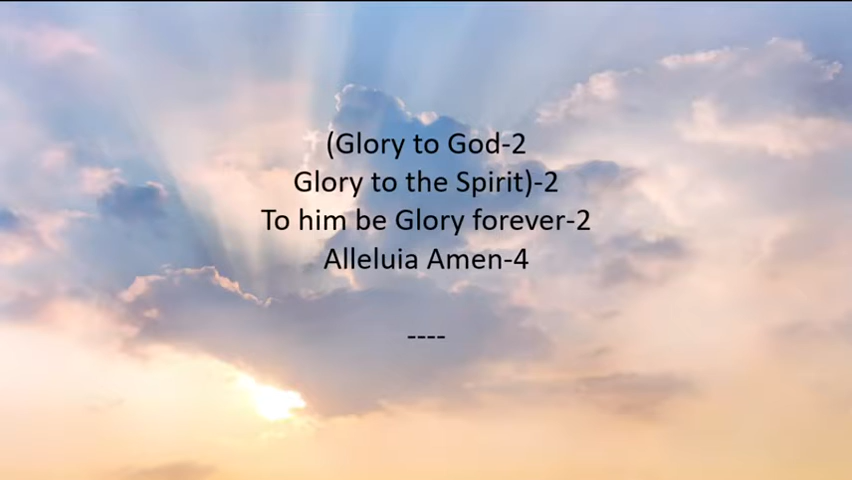 (Glory to God-2
Glory to the Spirit)-2
To him be Glory forever-2
Alleluia Amen-4
----